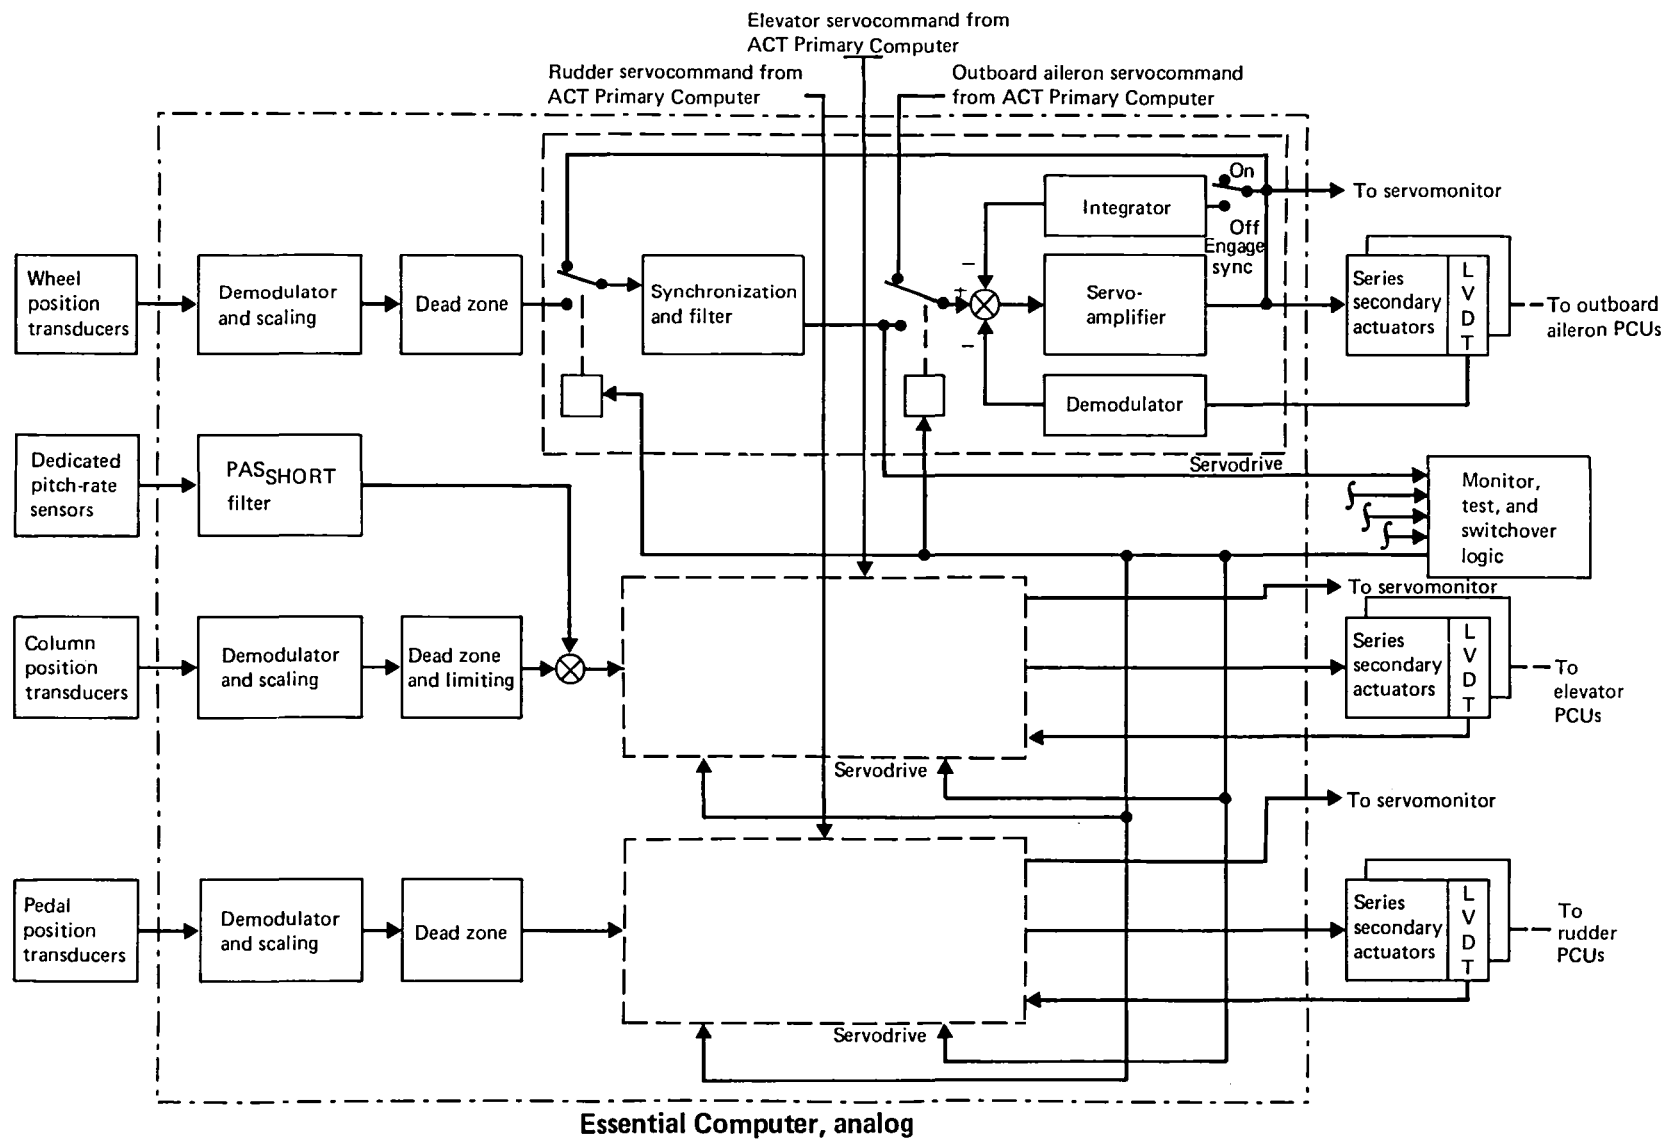 Elevator servocommand from
ACT Primary Computer
Rudder servocommand from
ACT Primary Computer
Outboard aileron servocommand
from ACT Primary Computer
Wheel
position
transducers
Demodulator
and scaling
Dead zone
Synchronization
and filter
Integrator
On
Off
Engage
sync
To servomonitor
+
−
−
Servo-
amplifier
Demodulator
Series
secondary
actuators
L
V
D
T
To outboard
aileron PCUs
Servodrive
Dedicated
pitch-rate
sensors
PASSHORT
filter
Monitor,
test, and
switchover
logic
To servomonitor
Column
position
transducers
Demodulator
and scaling
Dead zone
and limiting
Series
secondary
actuators
L
V
D
T
To
elevator
PCUs
Servodrive
To servomonitor
Pedal
position
transducers
Demodulator
and scaling
Dead zone
Series
secondary
actuators
L
V
D
T
To
rudder
PCUs
Servodrive
Essential Computer, analog